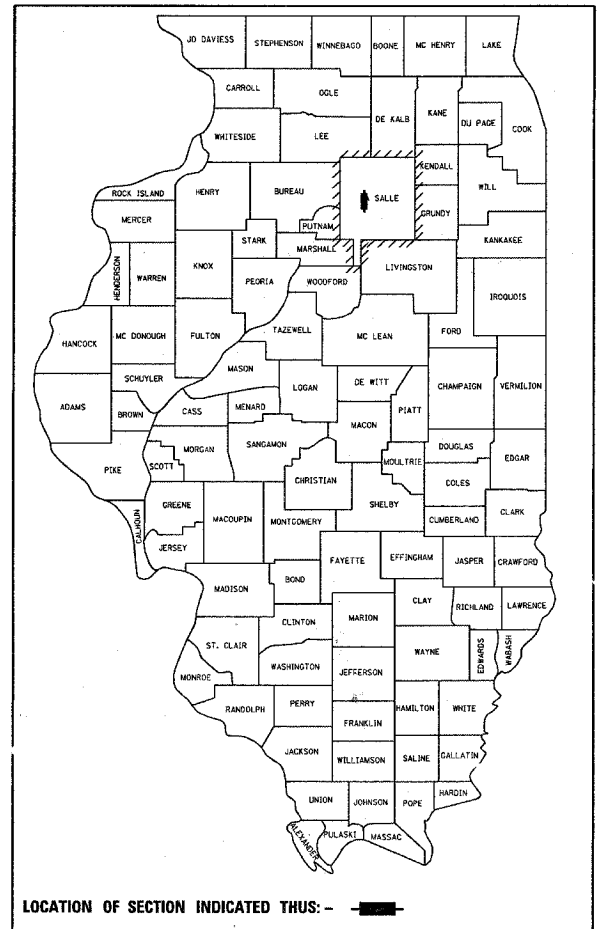 JO DAVIESS STEPHENSON WINNEBAGO BOONE MC HENRY LAKE
CARROLL OGLE DE KALB KANE DU PAGE COOK
WHITESIDE LEE
KENDALL
ROCK ISLAND HENRY BUREAU LA SALLE WILL
PUTNAM GRUNDY
MERCER
STARK MARSHALL KANKAKEE
HENDERSON WARREN KNOX PEORIA WOODFORD LIVINGSTON
IROQUOIS
HANCOCK MC DONOUGH FULTON TAZEWELL MC LEAN FORD
MASON
SCHUYLER LOGAN DE WITT CHAMPAIGN VERMILION
ADAMS BROWN CASS MENARD PIATT
MACON
SANGAMON DOUGLAS
MORGAN MOULTRIE EDGAR
PIKE SCOTT CHRISTIAN COLES
SHELBY
GREENE MACOUPIN MONTGOMERY CUMBERLAND CLARK
CALHOUN JERSEY
FAYETTE EFFINGHAM JASPER CRAWFORD
MADISON BOND
CLAY RICHLAND LAWRENCE
CLINTON MARION
ST. CLAIR WAYNE EDWARDS WABASH
WASHINGTON JEFFERSON
MONROE
RANDOLPH PERRY HAMILTON WHITE
FRANKLIN
JACKSON WILLIAMSON SALINE GALLATIN
HARDIN
UNION JOHNSON POPE
ALEXANDER PULASKI MASSAC
LOCATION OF SECTION INDICATED THUS: -